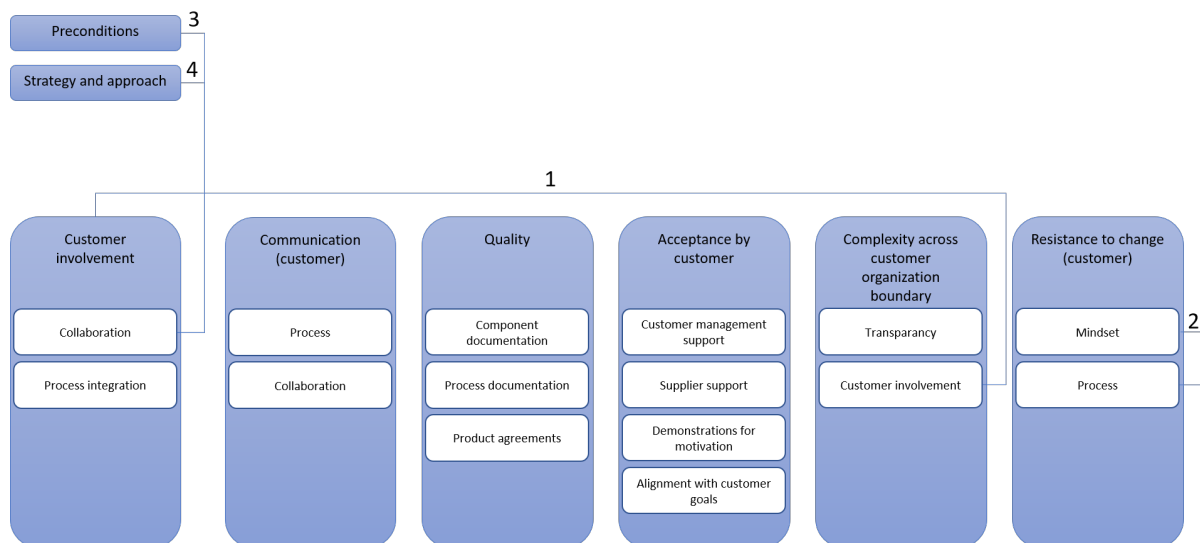 Preconditions
3
Strategy and approach
4
1
Customer
involvement
Collaboration
Process integration
Communication
(customer)
Process
Collaboration
Quality
Component
documentation
Process documentation
Product agreements
Acceptance by
customer
Customer management
support
Supplier support
Demonstrations for
motivation
Alignment with customer
goals
Complexity across
customer
organization
boundary
Transparancy
Customer involvement
Resistance to change
(customer)
Mindset
2
Process